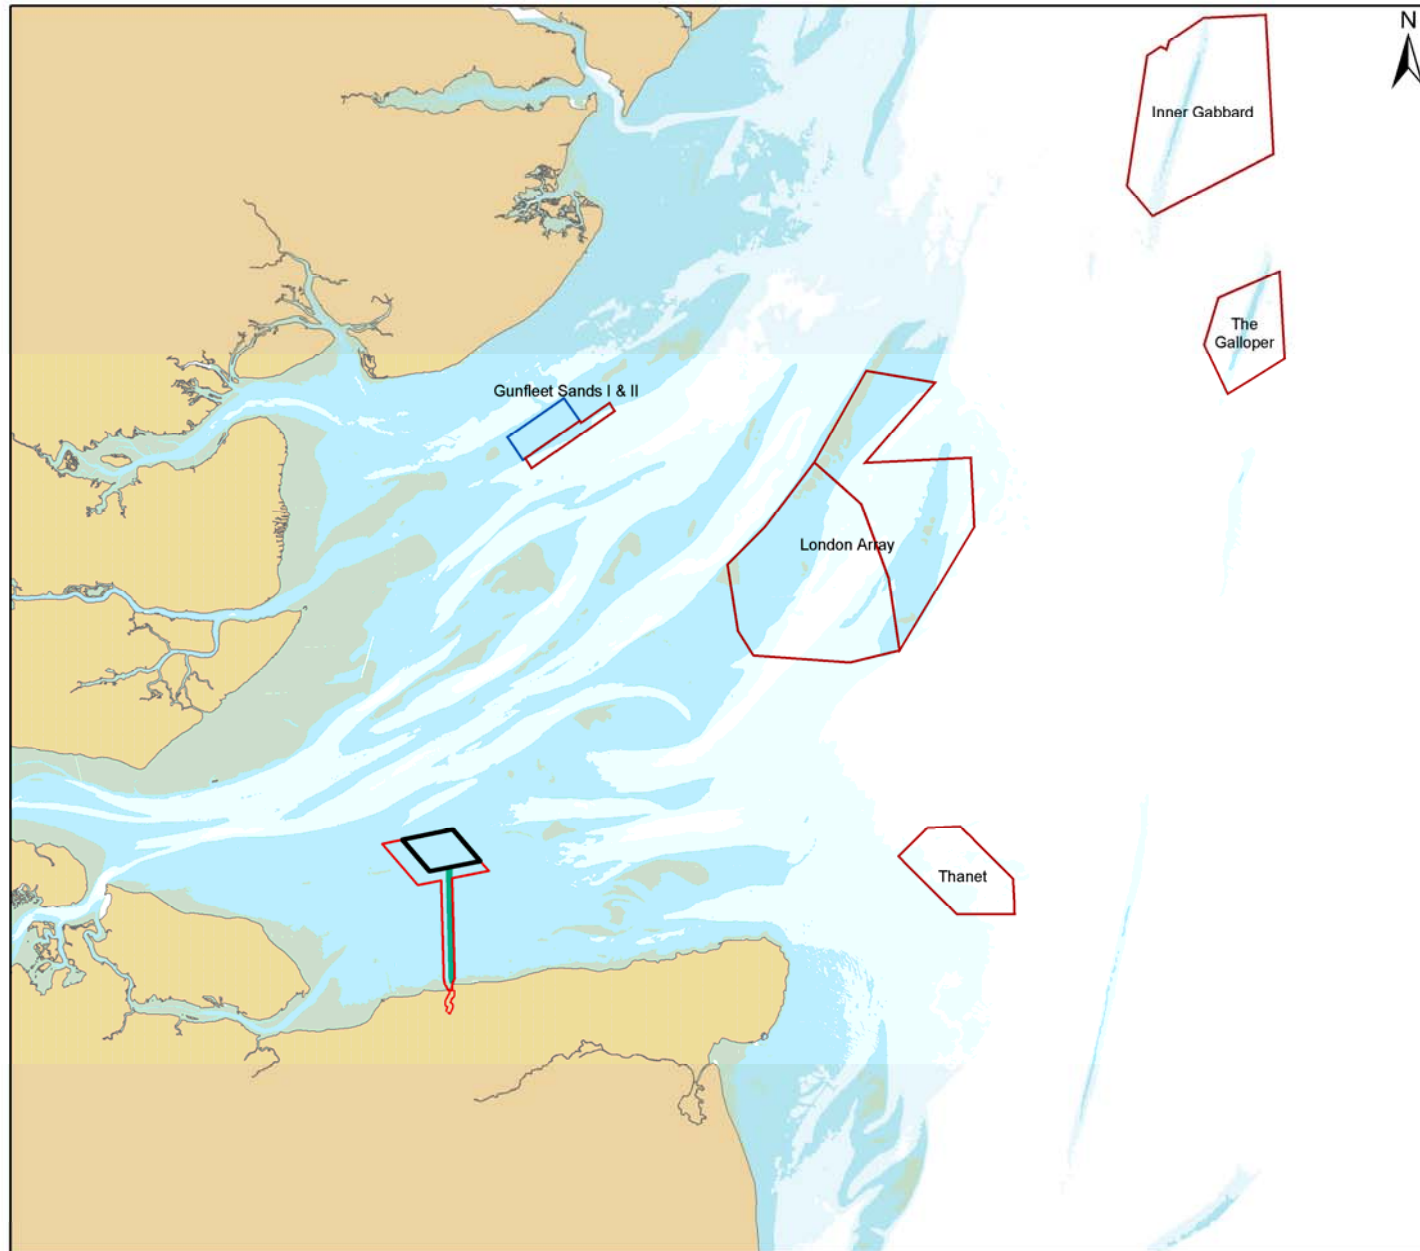 N
Inner Gabbard
The
Galloper
Gunfleet Sands I & II
London Array
Thanet